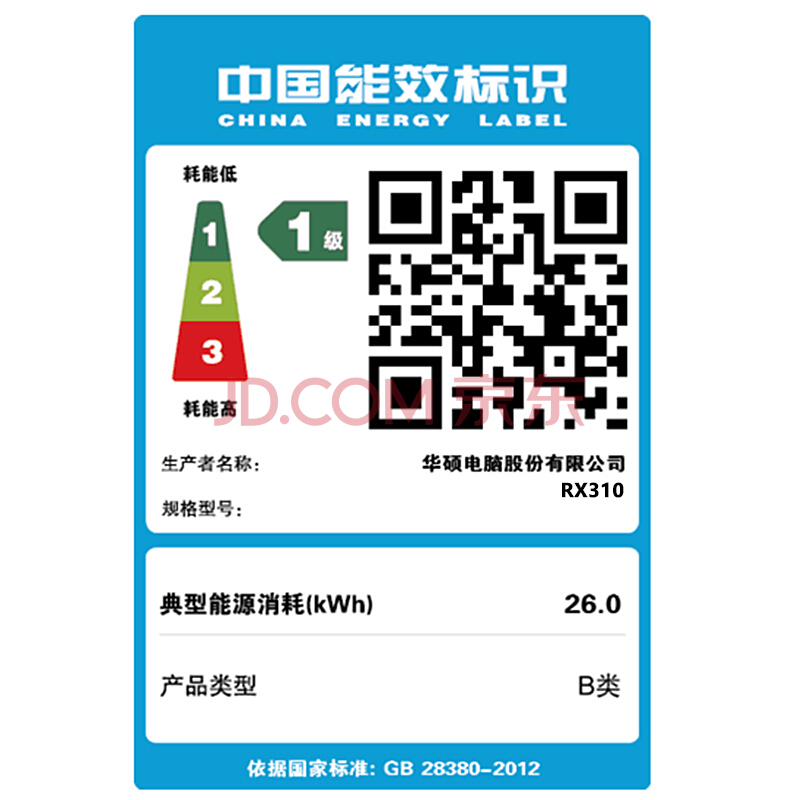 中国能效标识
CHINA ENERGY LABEL
耗能低
1
1级
2
3
JD.COM 京东
耗能高
生产者名称： 华硕电脑股份有限公司
RX310
规格型号：
典型能源消耗(kWh) 26.0
产品类型 B类
依据国家标准: GB 28380-2012